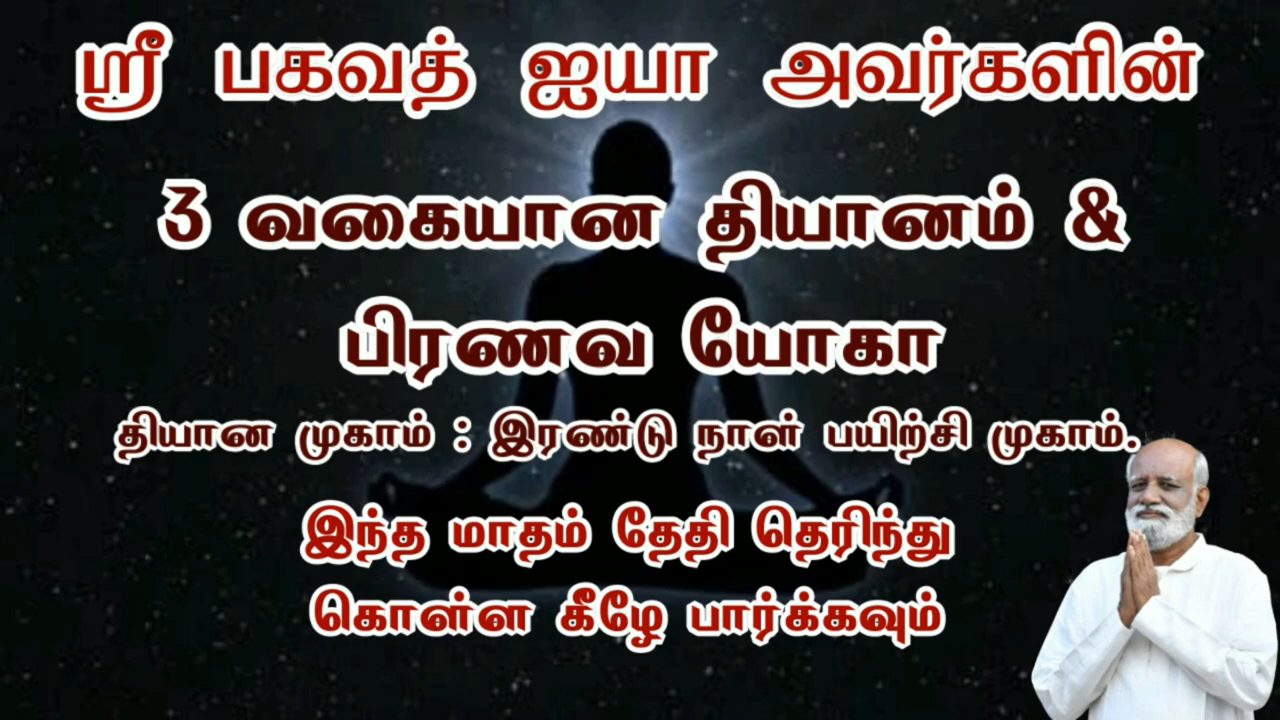 ஸ்ரீ பகவத் ஐயா அவர்களின்
3 வகையான தியானம் &
பிரணவ யோகா
தியான முகாம் : இரண்டு நாள் பயிற்சி முகாம்.
இந்த மாதம் தேதி தெரிந்து
கொள்ள கீழே பார்க்கவும்